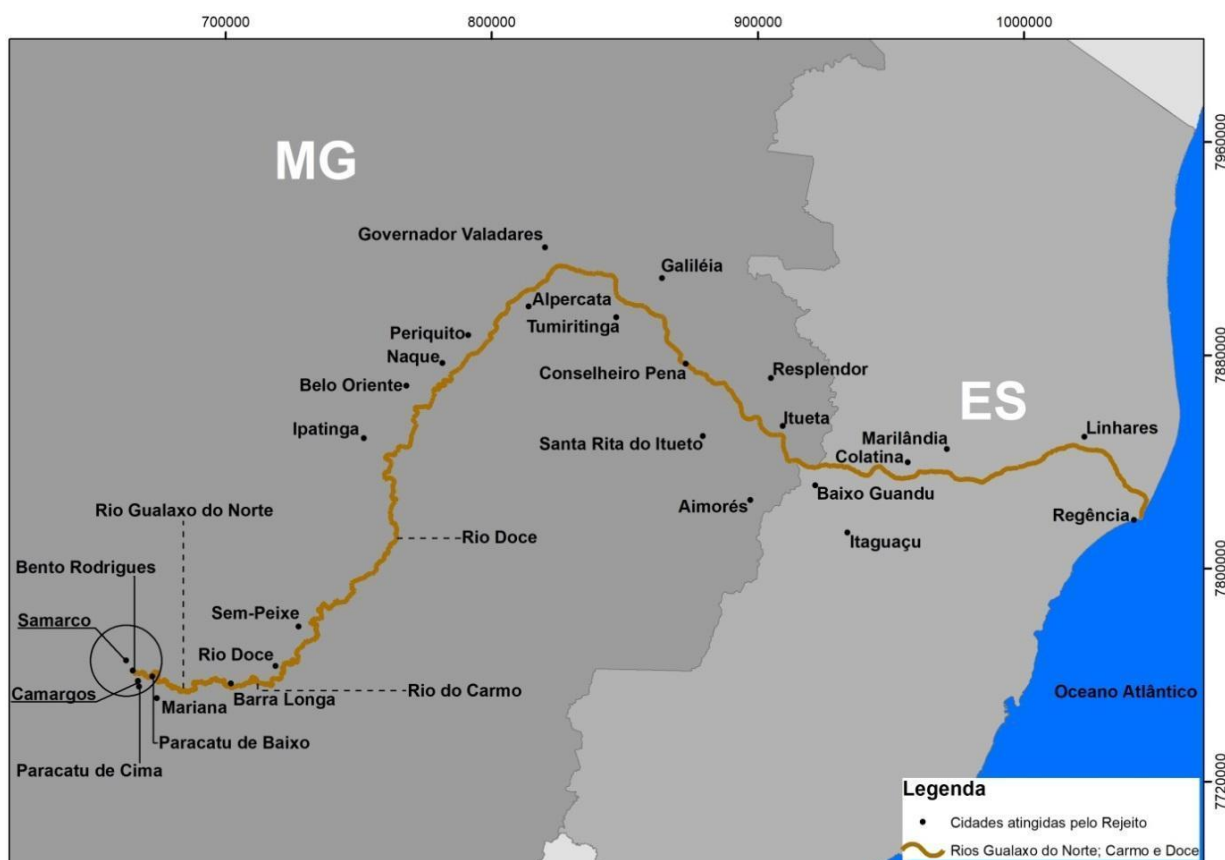 700000
800000
900000
1000000
MG
7960000
Governador Valadares
Galiléia
Alpercata
Tumiritinga
Periquito
Naque
Conselheiro Pena
Resplendor
7880000
Belo Oriente
ES
Ipatinga
Itueta
Santa Rita do Itueto
Marilândia
Linhares
Colatina
Baixo Guandu
Aimorés
Rio Gualaxo do Norte
Regência
Rio Doce
Itaguaçu
Bento Rodrigues
7800000
Sem-Peixe
Samarco
Rio Doce
Camargos
Rio do Carmo
Mariana
Barra Longa
Oceano Atlântico
Paracatu de Baixo
Paracatu de Cima
7720000
Legenda
Cidades atingidas pelo Rejeito
Rios Gualaxo do Norte; Carmo e Doce